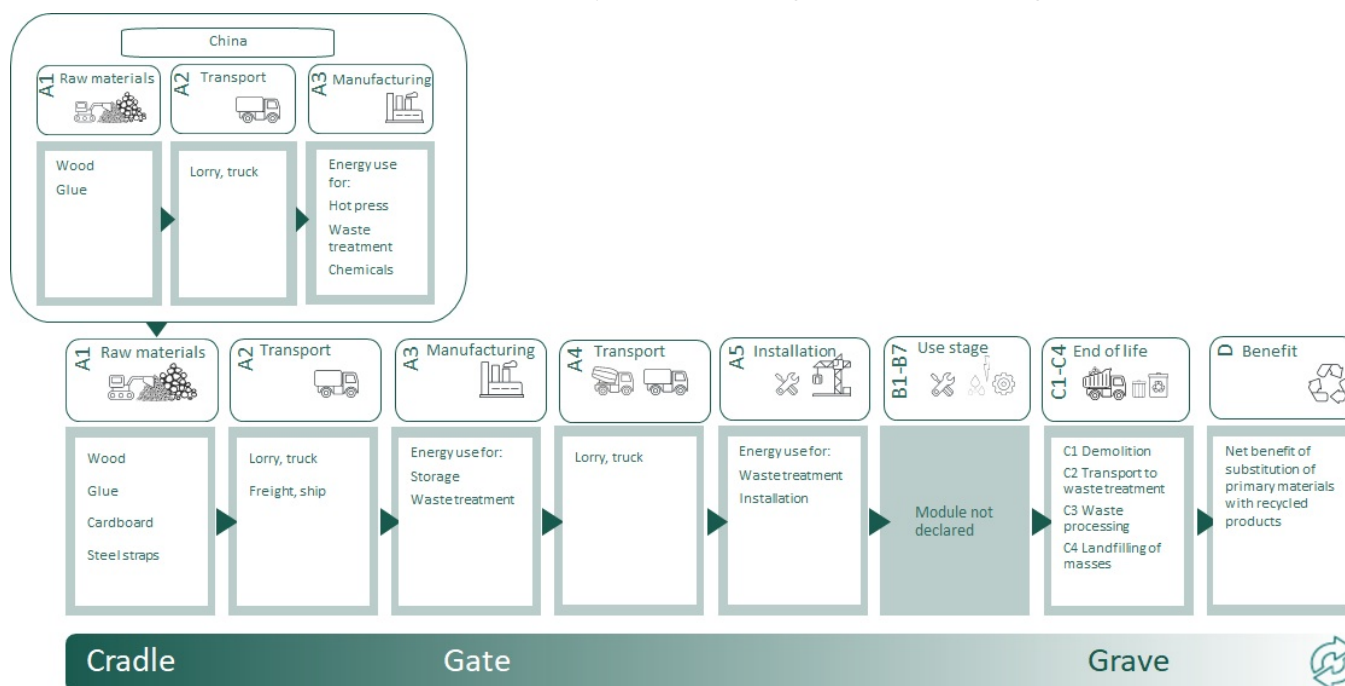 China
A1 Raw materials
A2 Transport
A3 Manufacturing
Wood
Glue
Lorry, truck
Energy use
for:
Hot press
Waste
treatment
Chemicals
A1 Raw materials
A2 Transport
A3 Manufacturing
A4 Transport
A5 Installation
B1-B7 Use stage
C1-C4 End of life
D Benefit
Wood
Glue
Cardboard
Steel straps
Lorry, truck
Freight, ship
Energy use for:
Storage
Waste treatment
Lorry, truck
Energy use for:
Waste treatment
Installation
Module not
declared
C1 Demolition
C2 Transport to
waste treatment
C3 Waste
processing
C4 Landfilling of
masses
Net benefit of
substitution of
primary materials
with recycled
products
Cradle
Gate
Grave